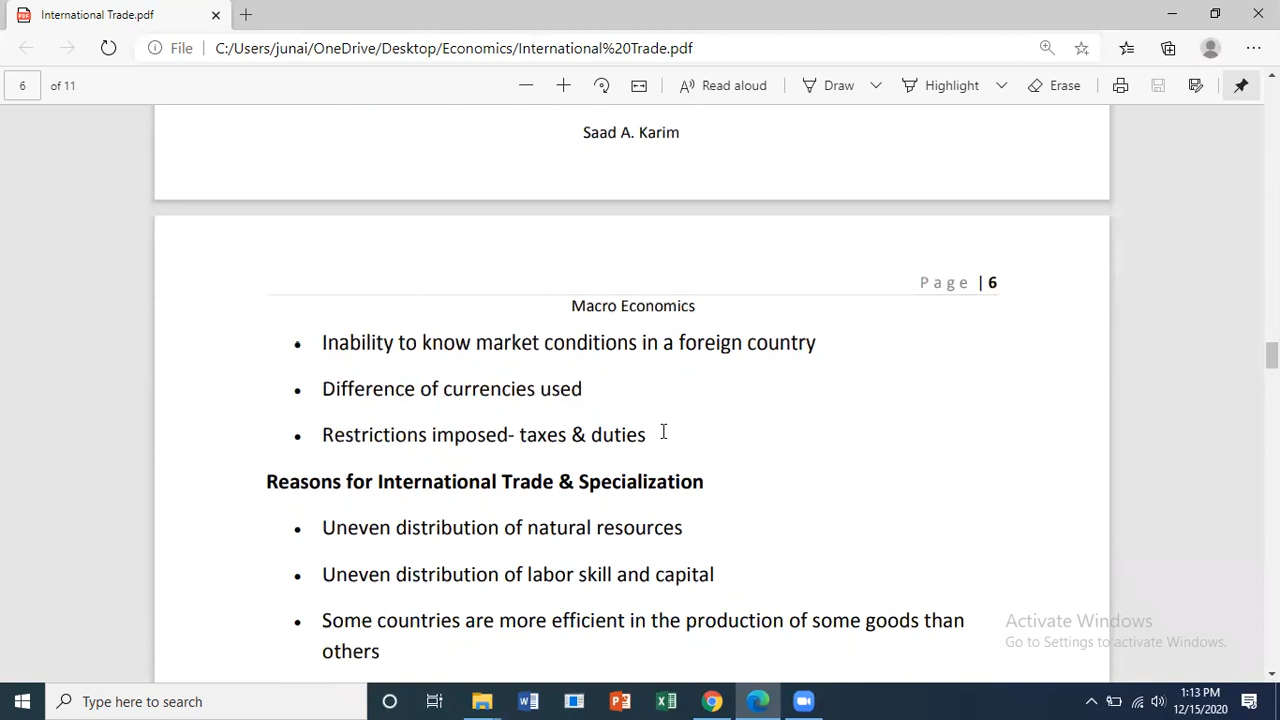 International Trade.pdf
File C:/Users/junai/OneDrive/Desktop/Economics/International%20Trade.pdf
6 of 11 Read aloud Draw Highlight Erase
Saad A. Karim
Page | 6
Macro Economics
• Inability to know market conditions in a foreign country
• Difference of currencies used
• Restrictions imposed- taxes & duties
Reasons for International Trade & Specialization
• Uneven distribution of natural resources
• Uneven distribution of labor skill and capital
• Some countries are more efficient in the production of some goods than
others
Activate Windows
Go to Settings to activate Windows.
Type here to search
1:13 PM
12/15/2020